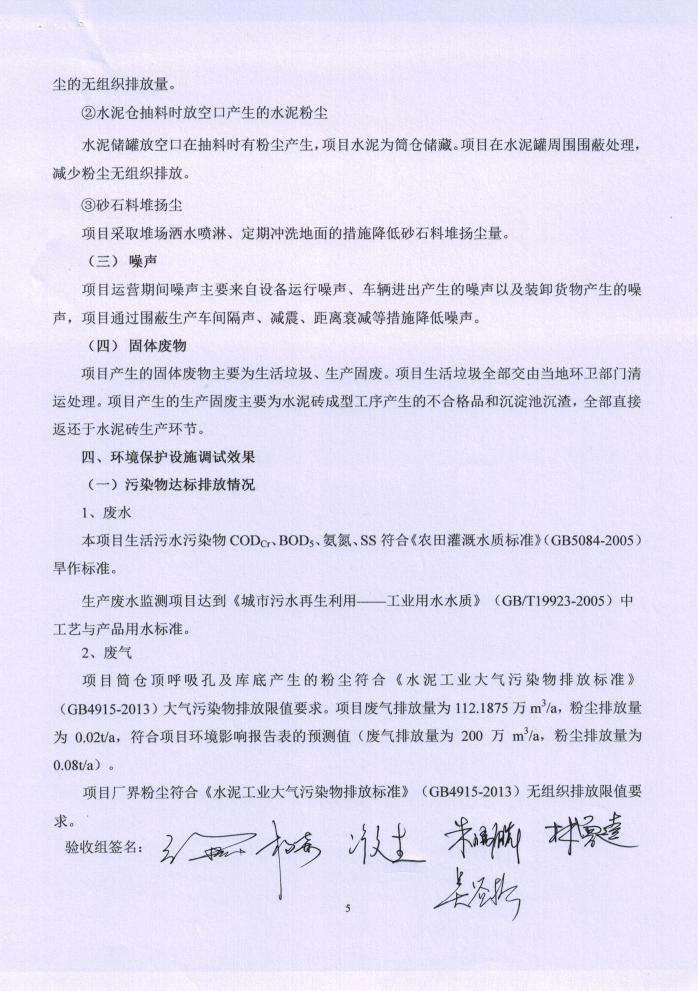 尘的无组织排放量。
②水泥仓抽料时放空口产生的水泥粉尘
水泥储罐放空口在抽料时有粉尘产生，项目水泥为筒仓储藏。项目在水泥罐周围围蔽处理，
减少粉尘无组织排放。
③砂石料堆扬尘
项目采取堆场洒水喷淋、定期冲洗地面的措施降低砂石料堆扬尘量。
（三）噪声
项目运营期间噪声主要来自设备运行噪声、车辆进出产生的噪声以及装卸货物产生的噪
声，项目通过围蔽生产车间隔声、减震、距离衰减等措施降低噪声。
（四）固体废物
项目产生的固体废物主要为生活垃圾、生产固废。项目生活垃圾全部交由当地环卫部门清
运处理。项目产生的生产固废主要为水泥砖成型工序产生的不合格品和沉淀池沉渣，全部直接
返还于水泥砖生产环节。
四、环境保护设施调试效果
（一）污染物达标排放情况
1、废水
本项目生活污水污染物 CODCr、BOD5、氨氮、SS 符合《农田灌溉水质标准》（GB5084-2005）
旱作标准。
生产废水监测项目达到《城市污水再生利用——工业用水水质》（GB/T19923-2005）中
工艺与产品用水标准。
2、废气
项目筒仓顶呼吸孔及库底产生的粉尘符合《水泥工业大气污染物排放标准》
（GB4915-2013）大气污染物排放限值要求。项目废气排放量为 112.1875 万 m³/a，粉尘排放量
为 0.02t/a，符合项目环境影响报告表的预测值（废气排放量为 200 万 m³/a，粉尘排放量为
0.08t/a）。
项目厂界粉尘符合《水泥工业大气污染物排放标准》（GB4915-2013）无组织排放限值要
求。
验收组签名：
5